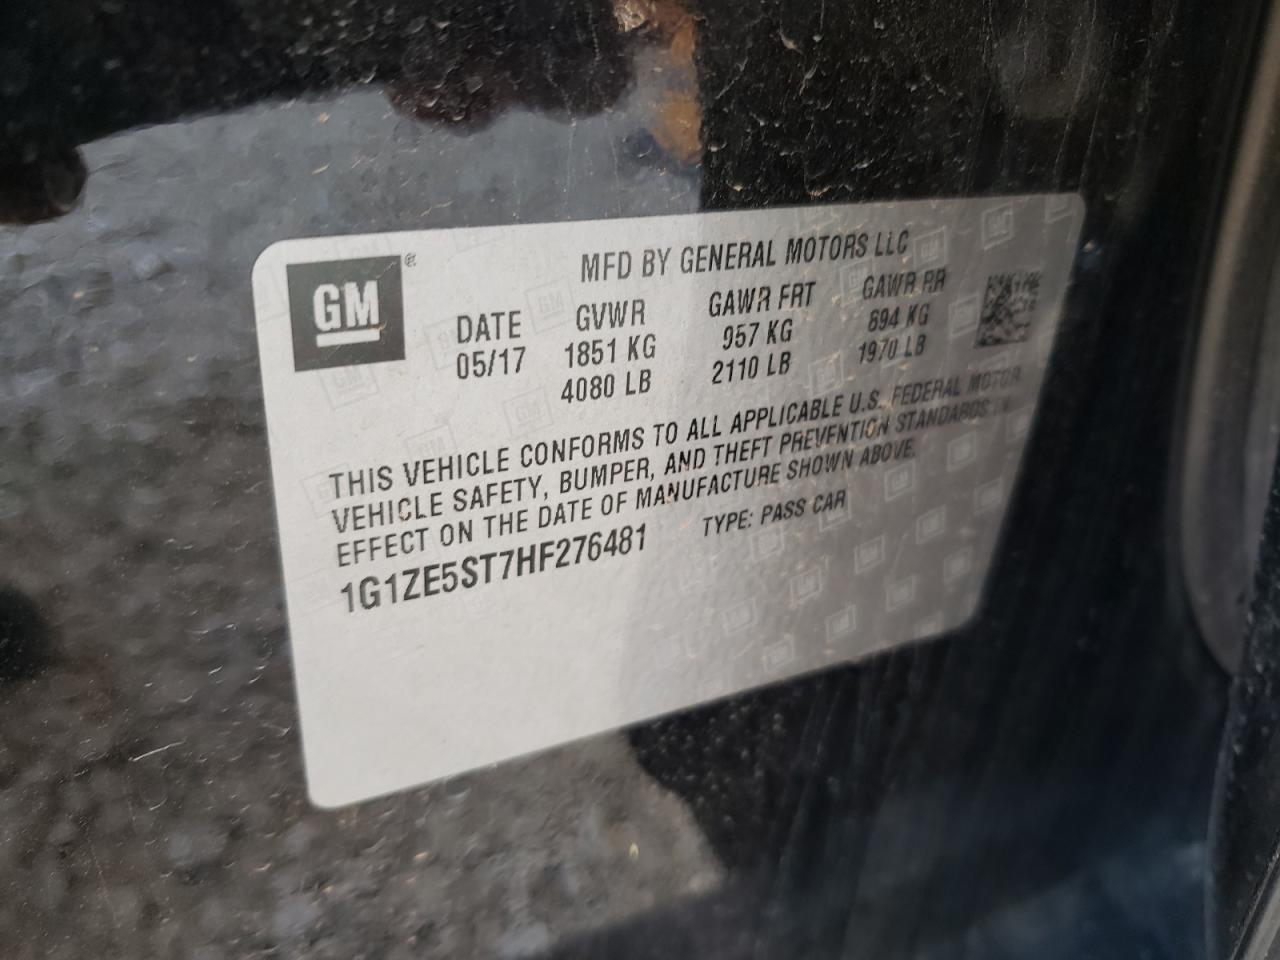 GM
MFD BY GENERAL MOTORS LLC
DATE GVWR GAWR FRT GAWR RR
05/17 1851 KG 957 KG 894 KG
4080 LB 2110 LB 1970 LB
THIS VEHICLE CONFORMS TO ALL APPLICABLE U.S. FEDERAL MOTOR
VEHICLE SAFETY, BUMPER, AND THEFT PREVENTION STANDARDS IN
EFFECT ON THE DATE OF MANUFACTURE SHOWN ABOVE.
1G1ZE5ST7HF276481 TYPE: PASS CAR